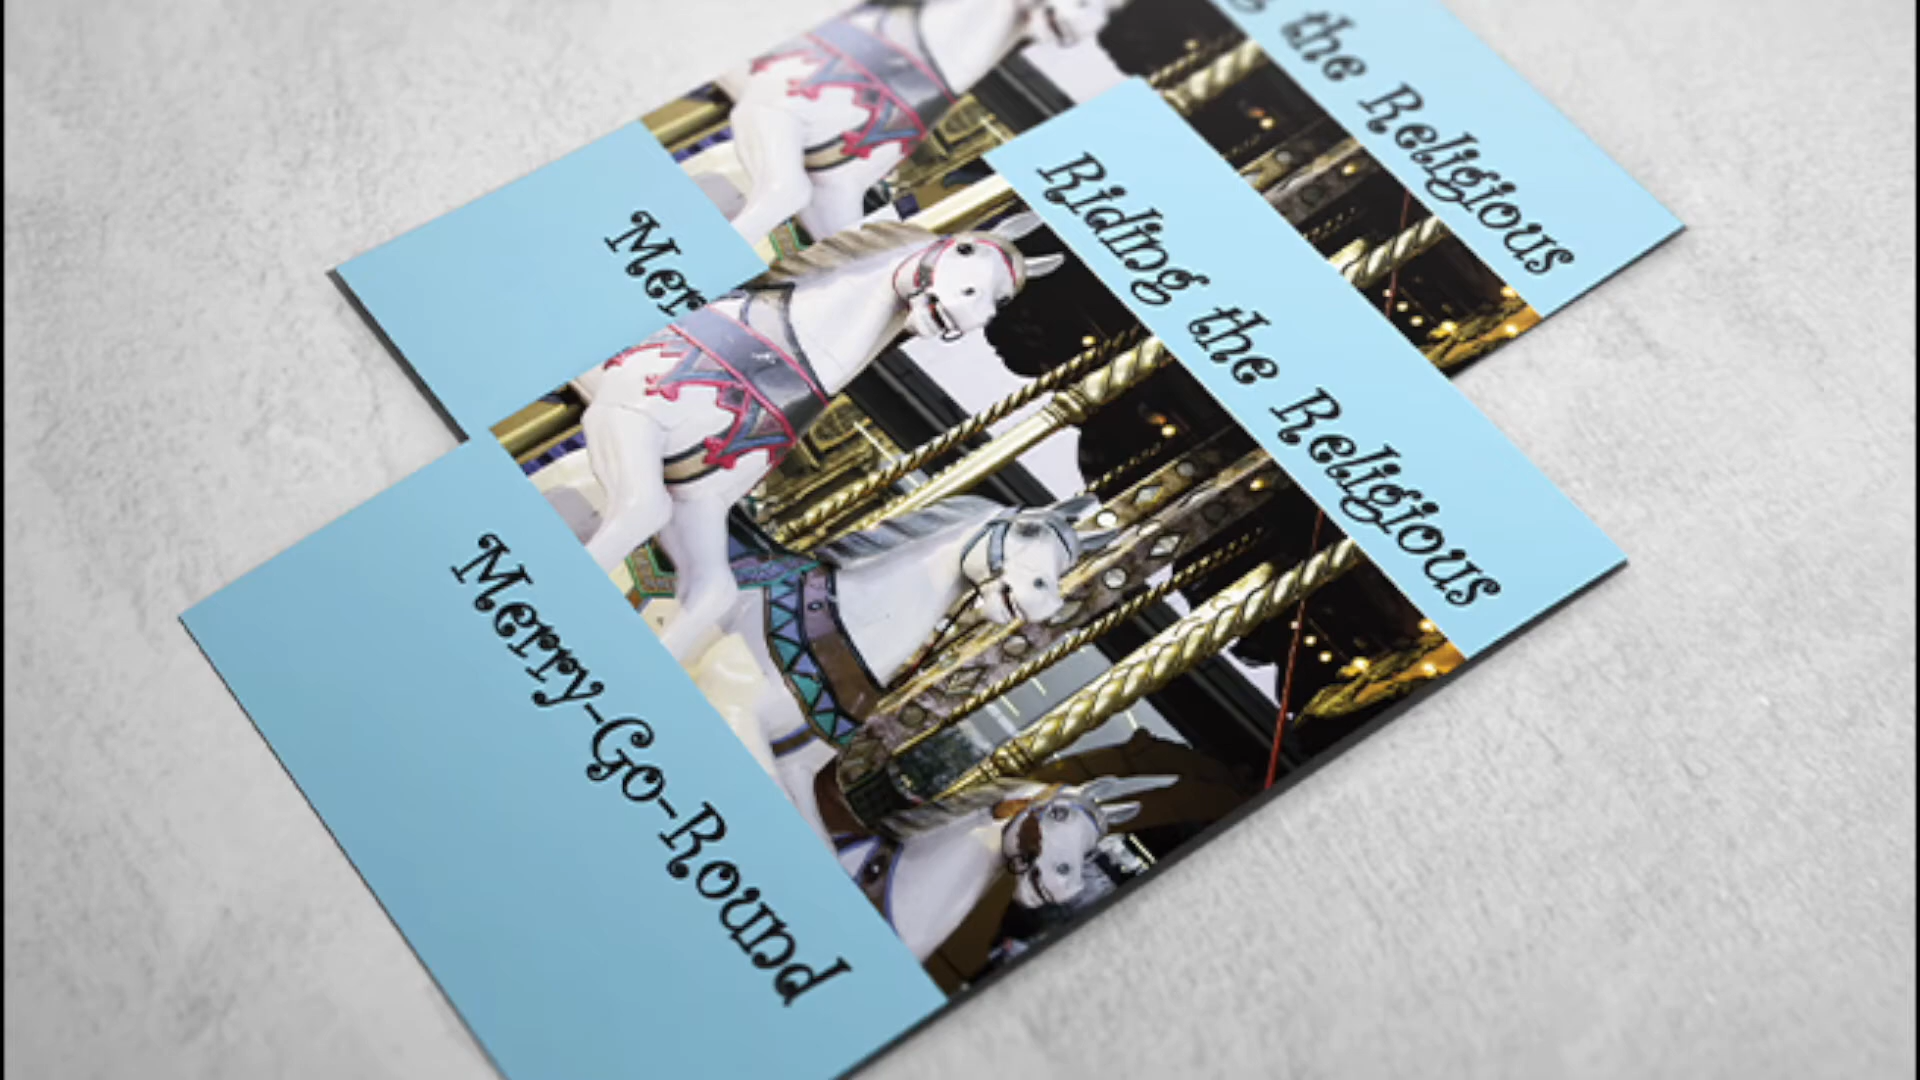 g the Religious
Mer
Riding the Religious
Merry-Go-Round